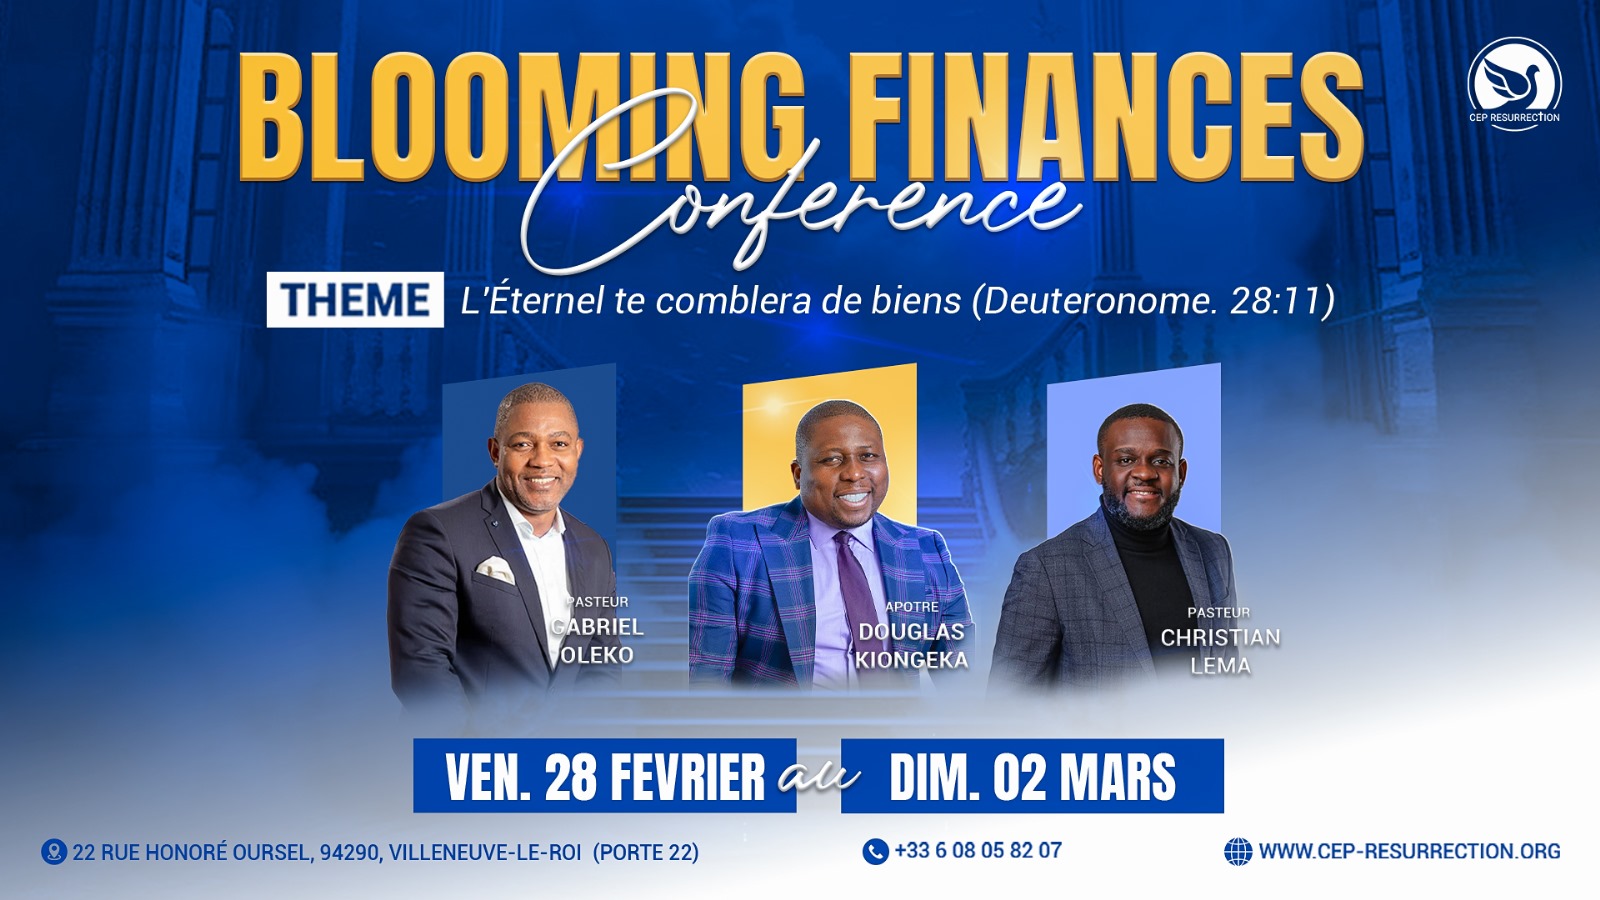 BLOOMING FINANCES
Conference
CEP RESURRECTION
THEME L'Éternel te comblera de biens (Deuteronome. 28:11)
PASTEUR
GABRIEL
OLEKO
APOTRE
DOUGLAS
KIONGEKA
PASTEUR
CHRISTIAN
LEMA
VEN. 28 FEVRIER au DIM. 02 MARS
22 RUE HONORÉ OURSEL, 94290, VILLENEUVE-LE-ROI (PORTE 22)
+33 6 08 05 82 07
WWW.CEP-RESURRECTION.ORG